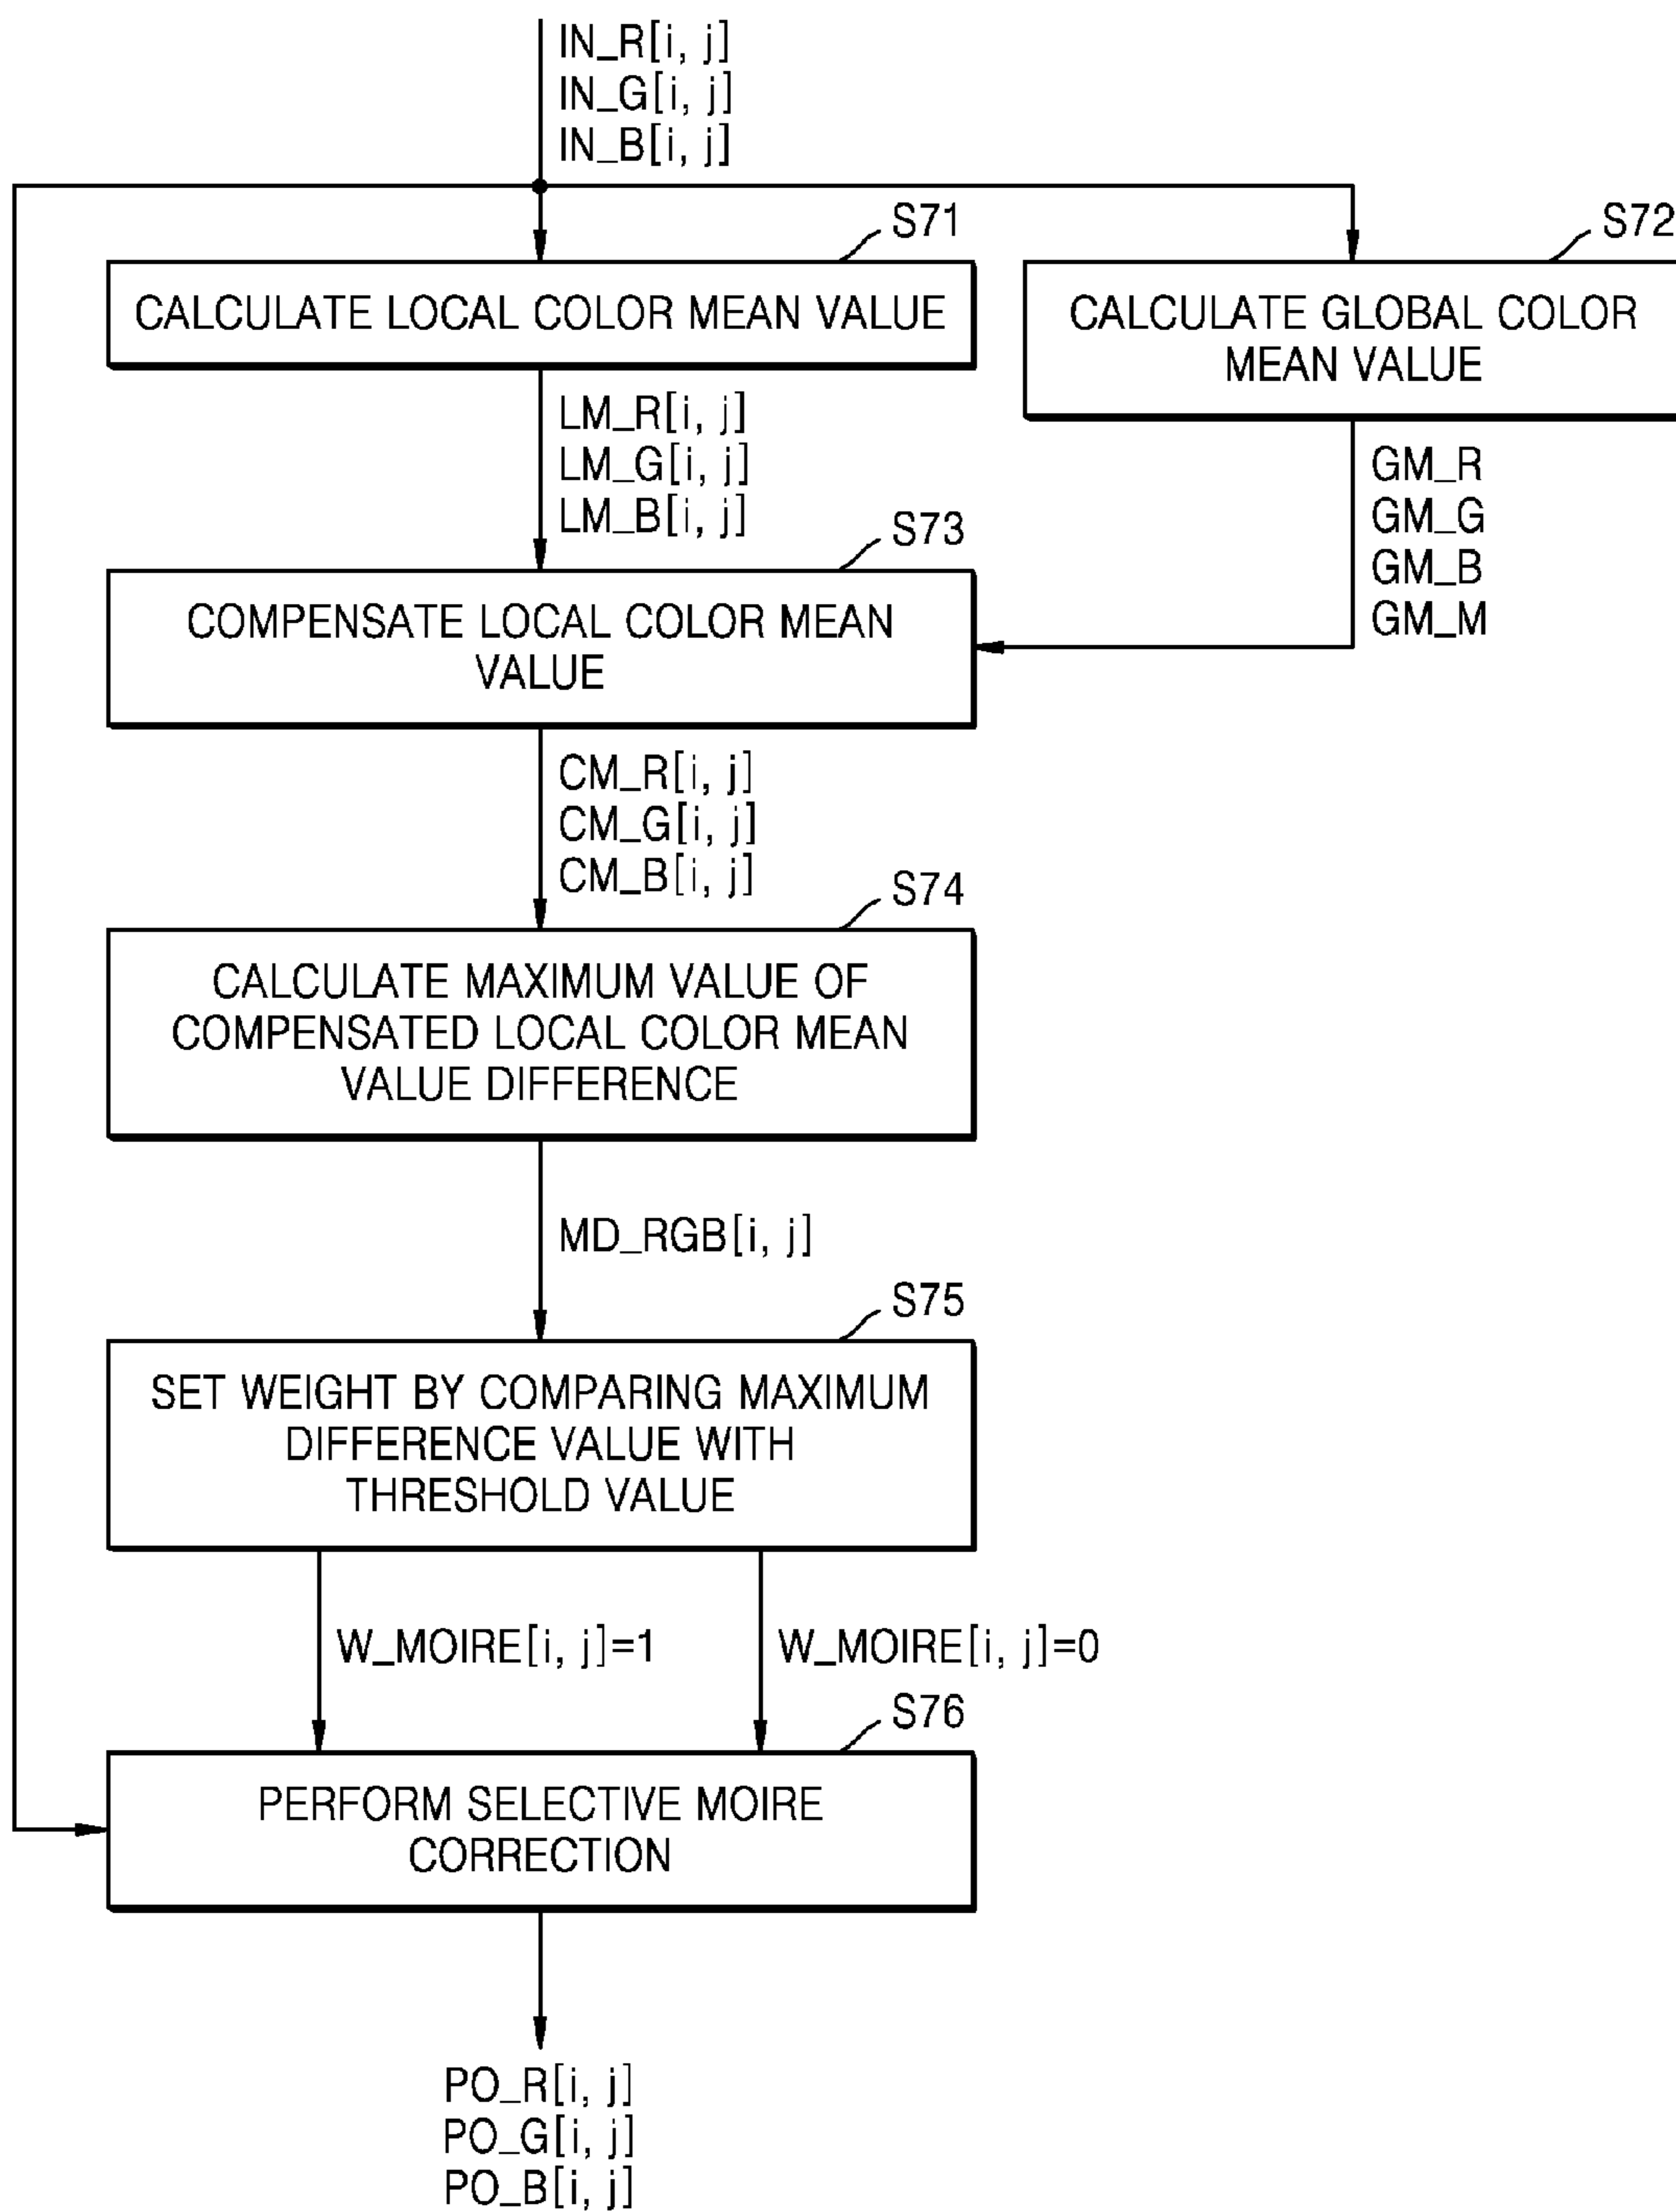 IN_R[i, j]
IN_G[i, j]
IN_B[i, j]
S71
CALCULATE LOCAL COLOR MEAN VALUE
S72
CALCULATE GLOBAL COLOR
MEAN VALUE
LM_R[i, j]
LM_G[i, j]
LM_B[i, j]
GM_R
GM_G
GM_B
GM_M
S73
COMPENSATE LOCAL COLOR MEAN
VALUE
CM_R[i, j]
CM_G[i, j]
CM_B[i, j]
S74
CALCULATE MAXIMUM VALUE OF
COMPENSATED LOCAL COLOR MEAN
VALUE DIFFERENCE
MD_RGB[i, j]
S75
SET WEIGHT BY COMPARING MAXIMUM
DIFFERENCE VALUE WITH
THRESHOLD VALUE
W_MOIRE[i, j]=1
W_MOIRE[i, j]=0
S76
PERFORM SELECTIVE MOIRE
CORRECTION
PO_R[i, j]
PO_G[i, j]
PO_B[i, j]